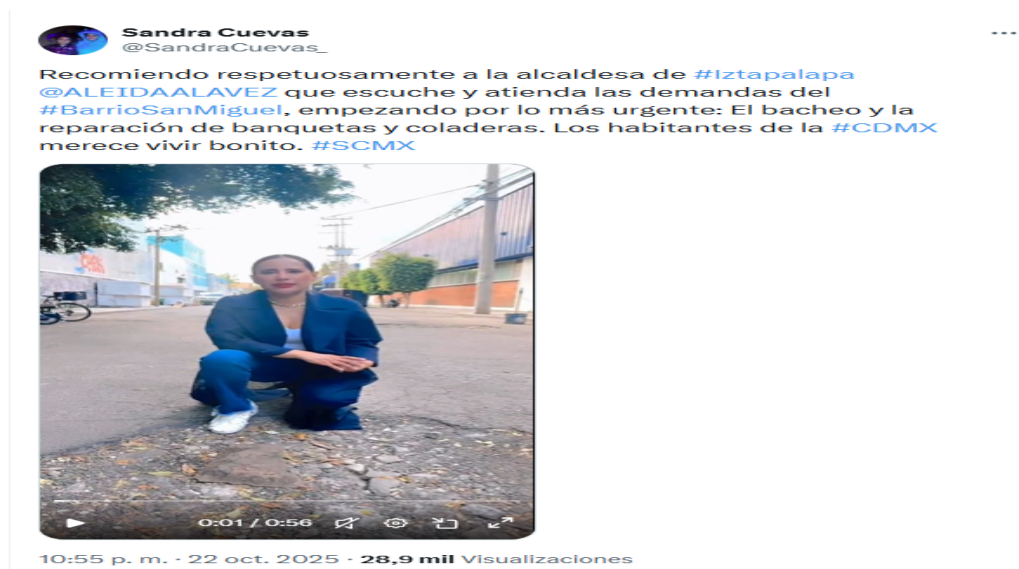 Sandra Cuevas
@SandraCuevas_
Recomiendo respetuosamente a la alcaldesa de #Iztapalapa
@ALEIDAALAVEZ que escuche y atienda las demandas del
#BarrioSanMiguel, empezando por lo más urgente: El bacheo y la
reparación de banquetas y coladeras. Los habitantes de la #CDMX
merece vivir bonito. #SCMX
0:01 / 0:56
10:55 p. m. · 22 oct. 2025 · 28,9 mil Visualizaciones